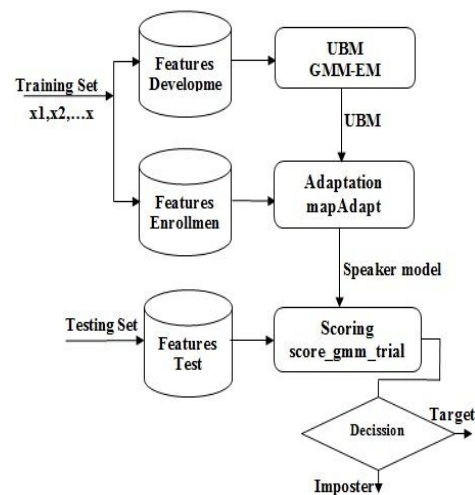 Features
Developme
UBM
GMM-EM
Training Set
x1,x2,...x
UBM
Features
Enrollmen
Adaptation
mapAdapt
Speaker model
Testing Set
Features
Test
Scoring
score_gmm_trial
Decission
Target
Imposter